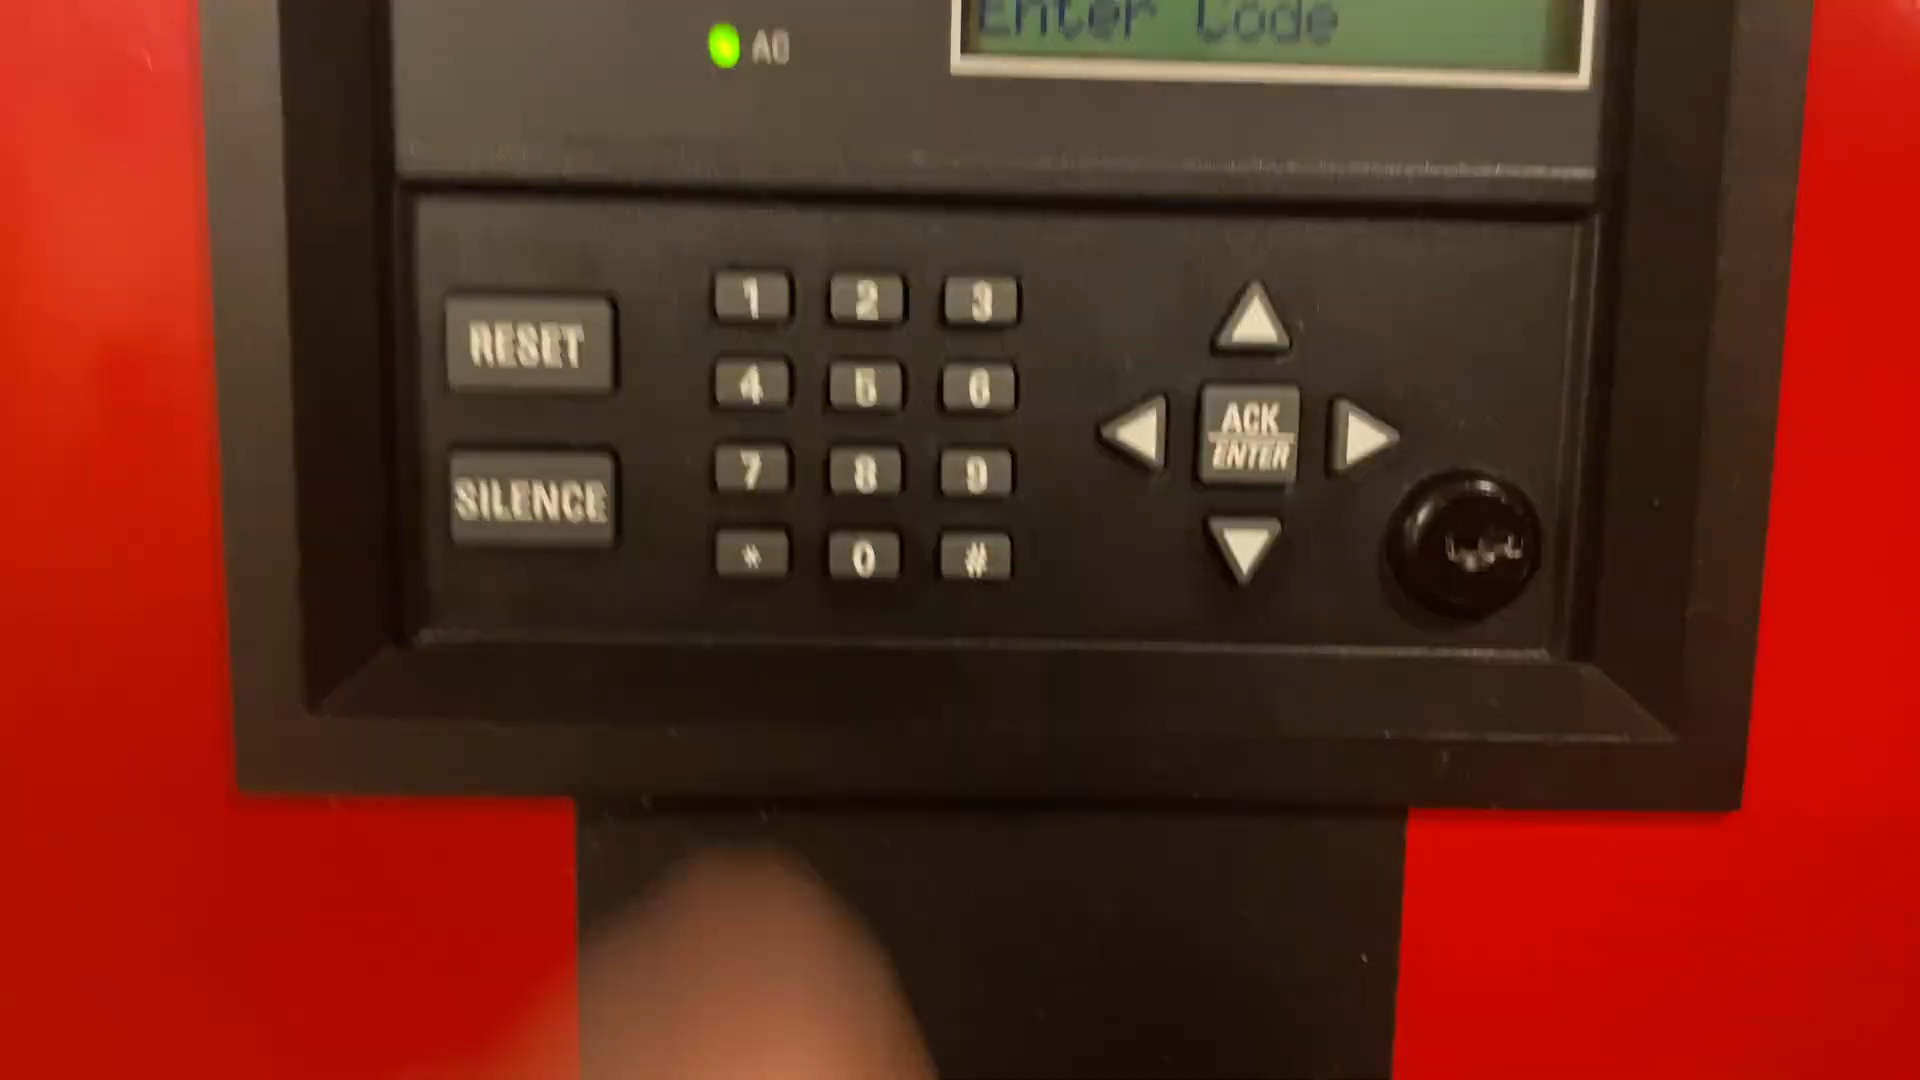 Enter Code
AC
RESET
1 2 3
4 5 6
ACK
ENTER
7 8 9
SILENCE
* 0 #